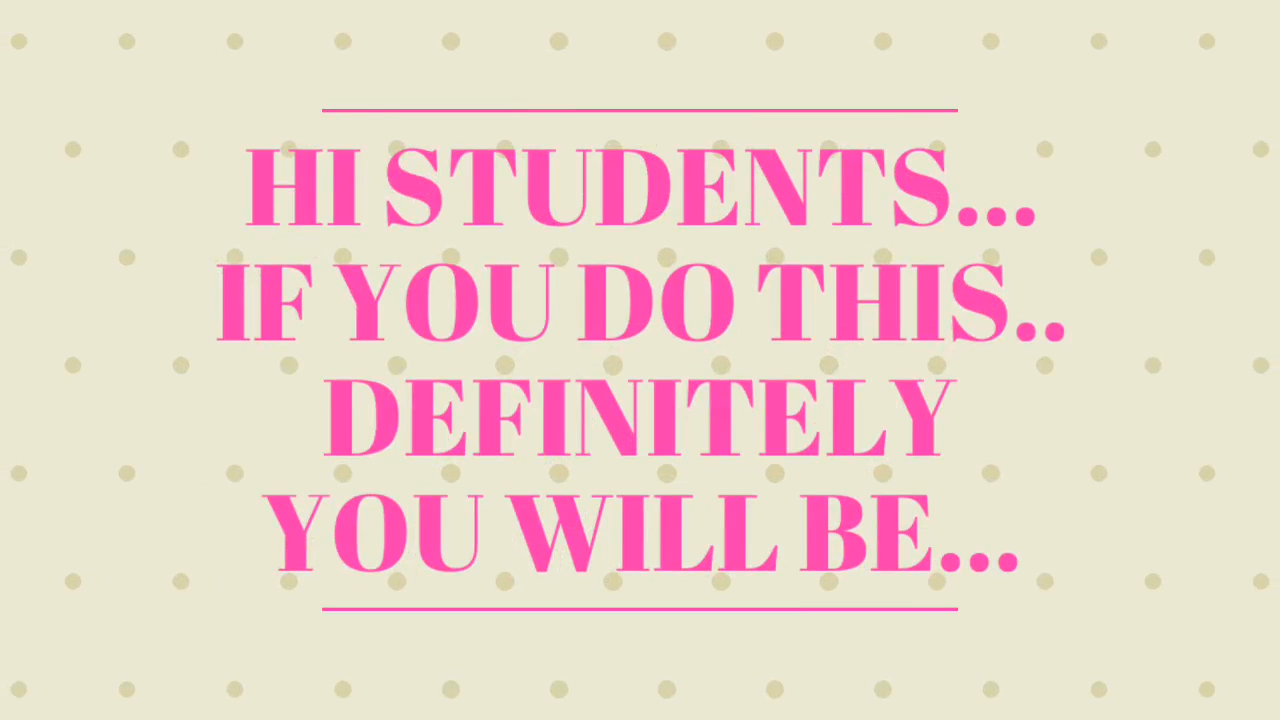 HI STUDENTS...
IF YOU DO THIS..
DEFINITELY
YOU WILL BE...